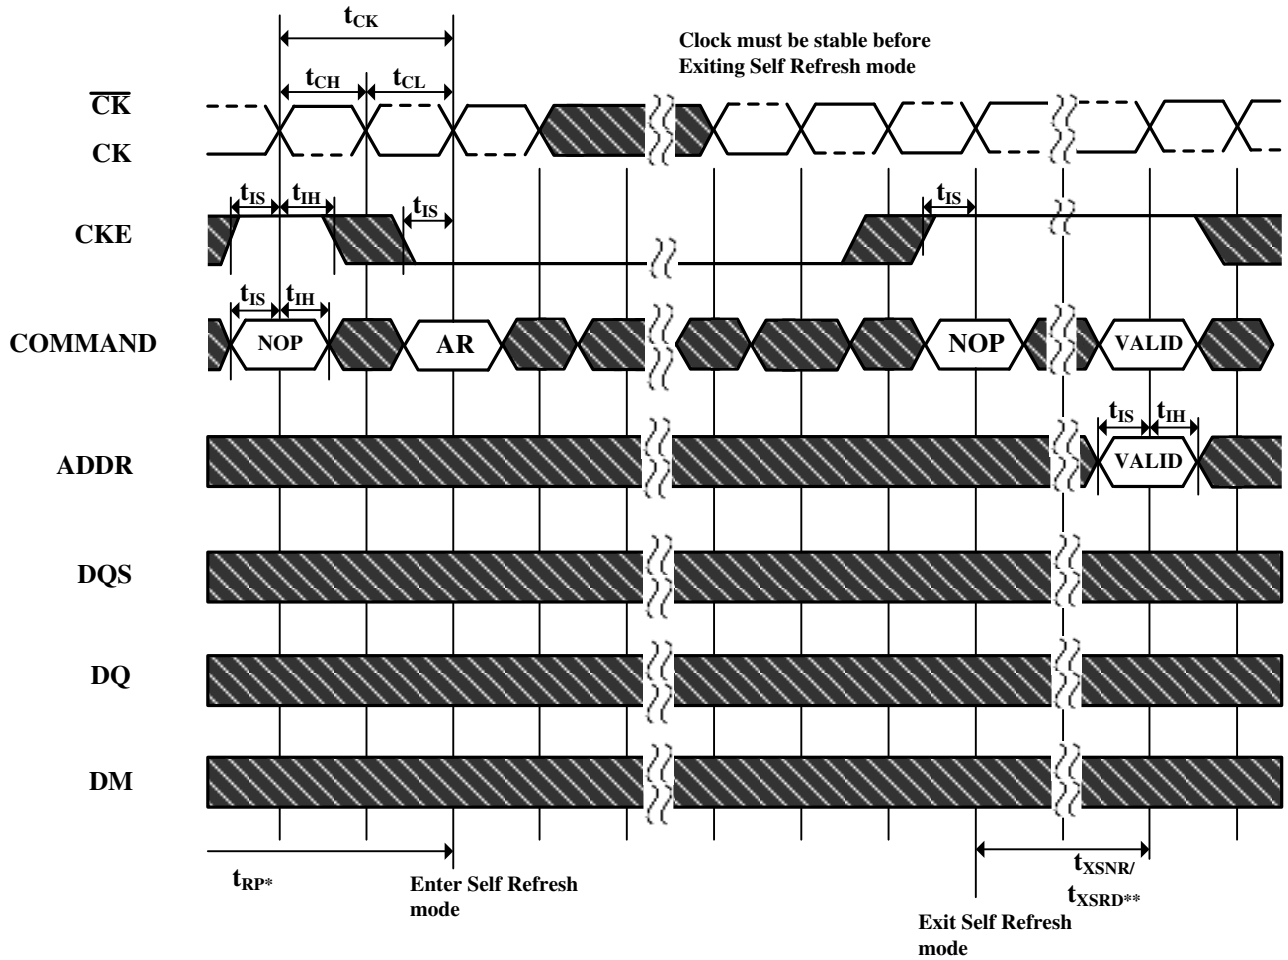 tCK
Clock must be stable before
Exiting Self Refresh mode
tCH
tCL
CK
CK
tIS
tIH
tIS
tIS
CKE
tIS
tIH
COMMAND
NOP
AR
NOP
VALID
tIS
tIH
ADDR
VALID
DQS
DQ
DM
tRP*
Enter Self Refresh
mode
tXSNR/
tXSRD**
Exit Self Refresh
mode